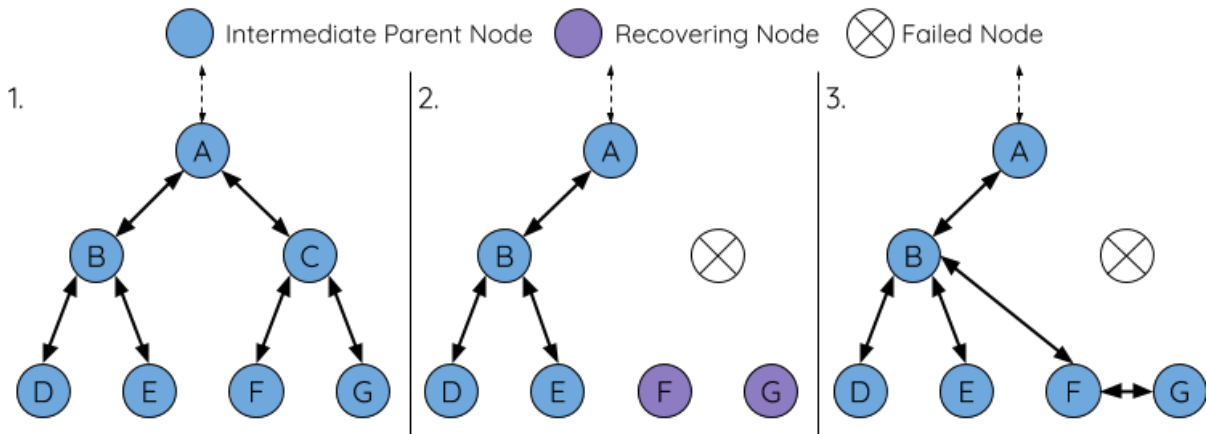 Intermediate Parent Node Recovering Node Failed Node
1. 2. 3.
A A A
B C B B
D E F G D E F G D E F G